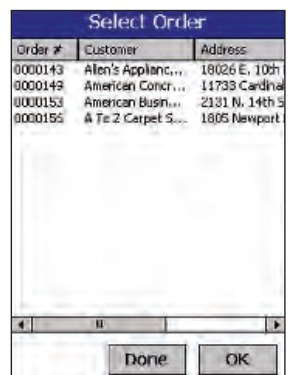 Select Order
Order # Customer Address
0000143 Allen's Applianc... 18026 E. 10th
0000149 American Concr... 11733 Cardinal
0000153 American Busin... 2131 N. 14th S
0000156 A To Z Carpet S... 1805 Newport
Done OK